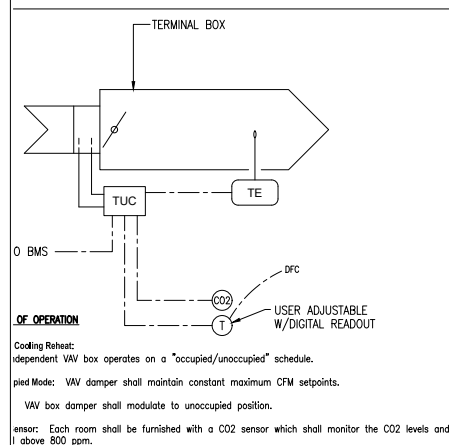 TERMINAL BOX
TUC
TE
O BMS
DFC
CO2
T
USER ADJUSTABLE
W/DIGITAL READOUT
OF OPERATION
Cooling Reheat:
dependent VAV box operates on a "occupied/unoccupied" schedule.
pied Mode: VAV damper shall maintain constant maximum CFM setpoints.
VAV box damper shall modulate to unoccupied position.
ensor: Each room shall be furnished with a CO2 sensor which shall monitor the CO2 levels and
l above 800 ppm.